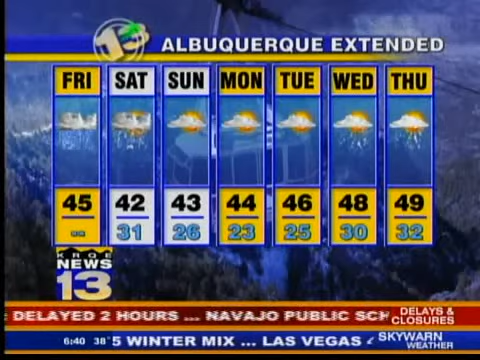 13
ALBUQUERQUE EXTENDED
FRI SAT SUN MON TUE WED THU
45 42 43 44 46 48 49
-- 31 26 23 25 30 32
KRQE
NEWS
13
DELAYED 2 HOURS ... NAVAJO PUBLIC SCH
DELAYS &
CLOSURES
6:40 38° 5 WINTER MIX ... LAS VEGAS
SKYWARN
WEATHER